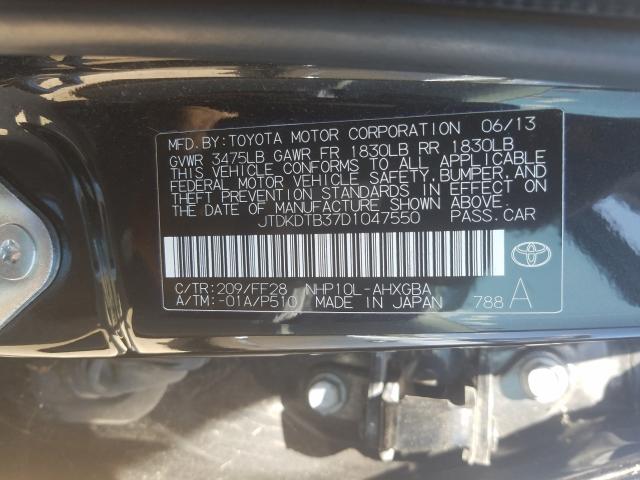 MFD. BY: TOYOTA MOTOR CORPORATION 06/13
GVWR 3475LB GAWR FR 1830LB RR 1830LB
THIS VEHICLE CONFORMS TO ALL APPLICABLE
FEDERAL MOTOR VEHICLE SAFETY, BUMPER, AND
THEFT PREVENTION STANDARDS IN EFFECT ON
THE DATE OF MANUFACTURE SHOWN ABOVE.
JTDKDTB37D1047550 PASS. CAR
C/TR: 209/FF28 NHP10L-AHXGBA
A/TM: -01A/P510 MADE IN JAPAN 788 A